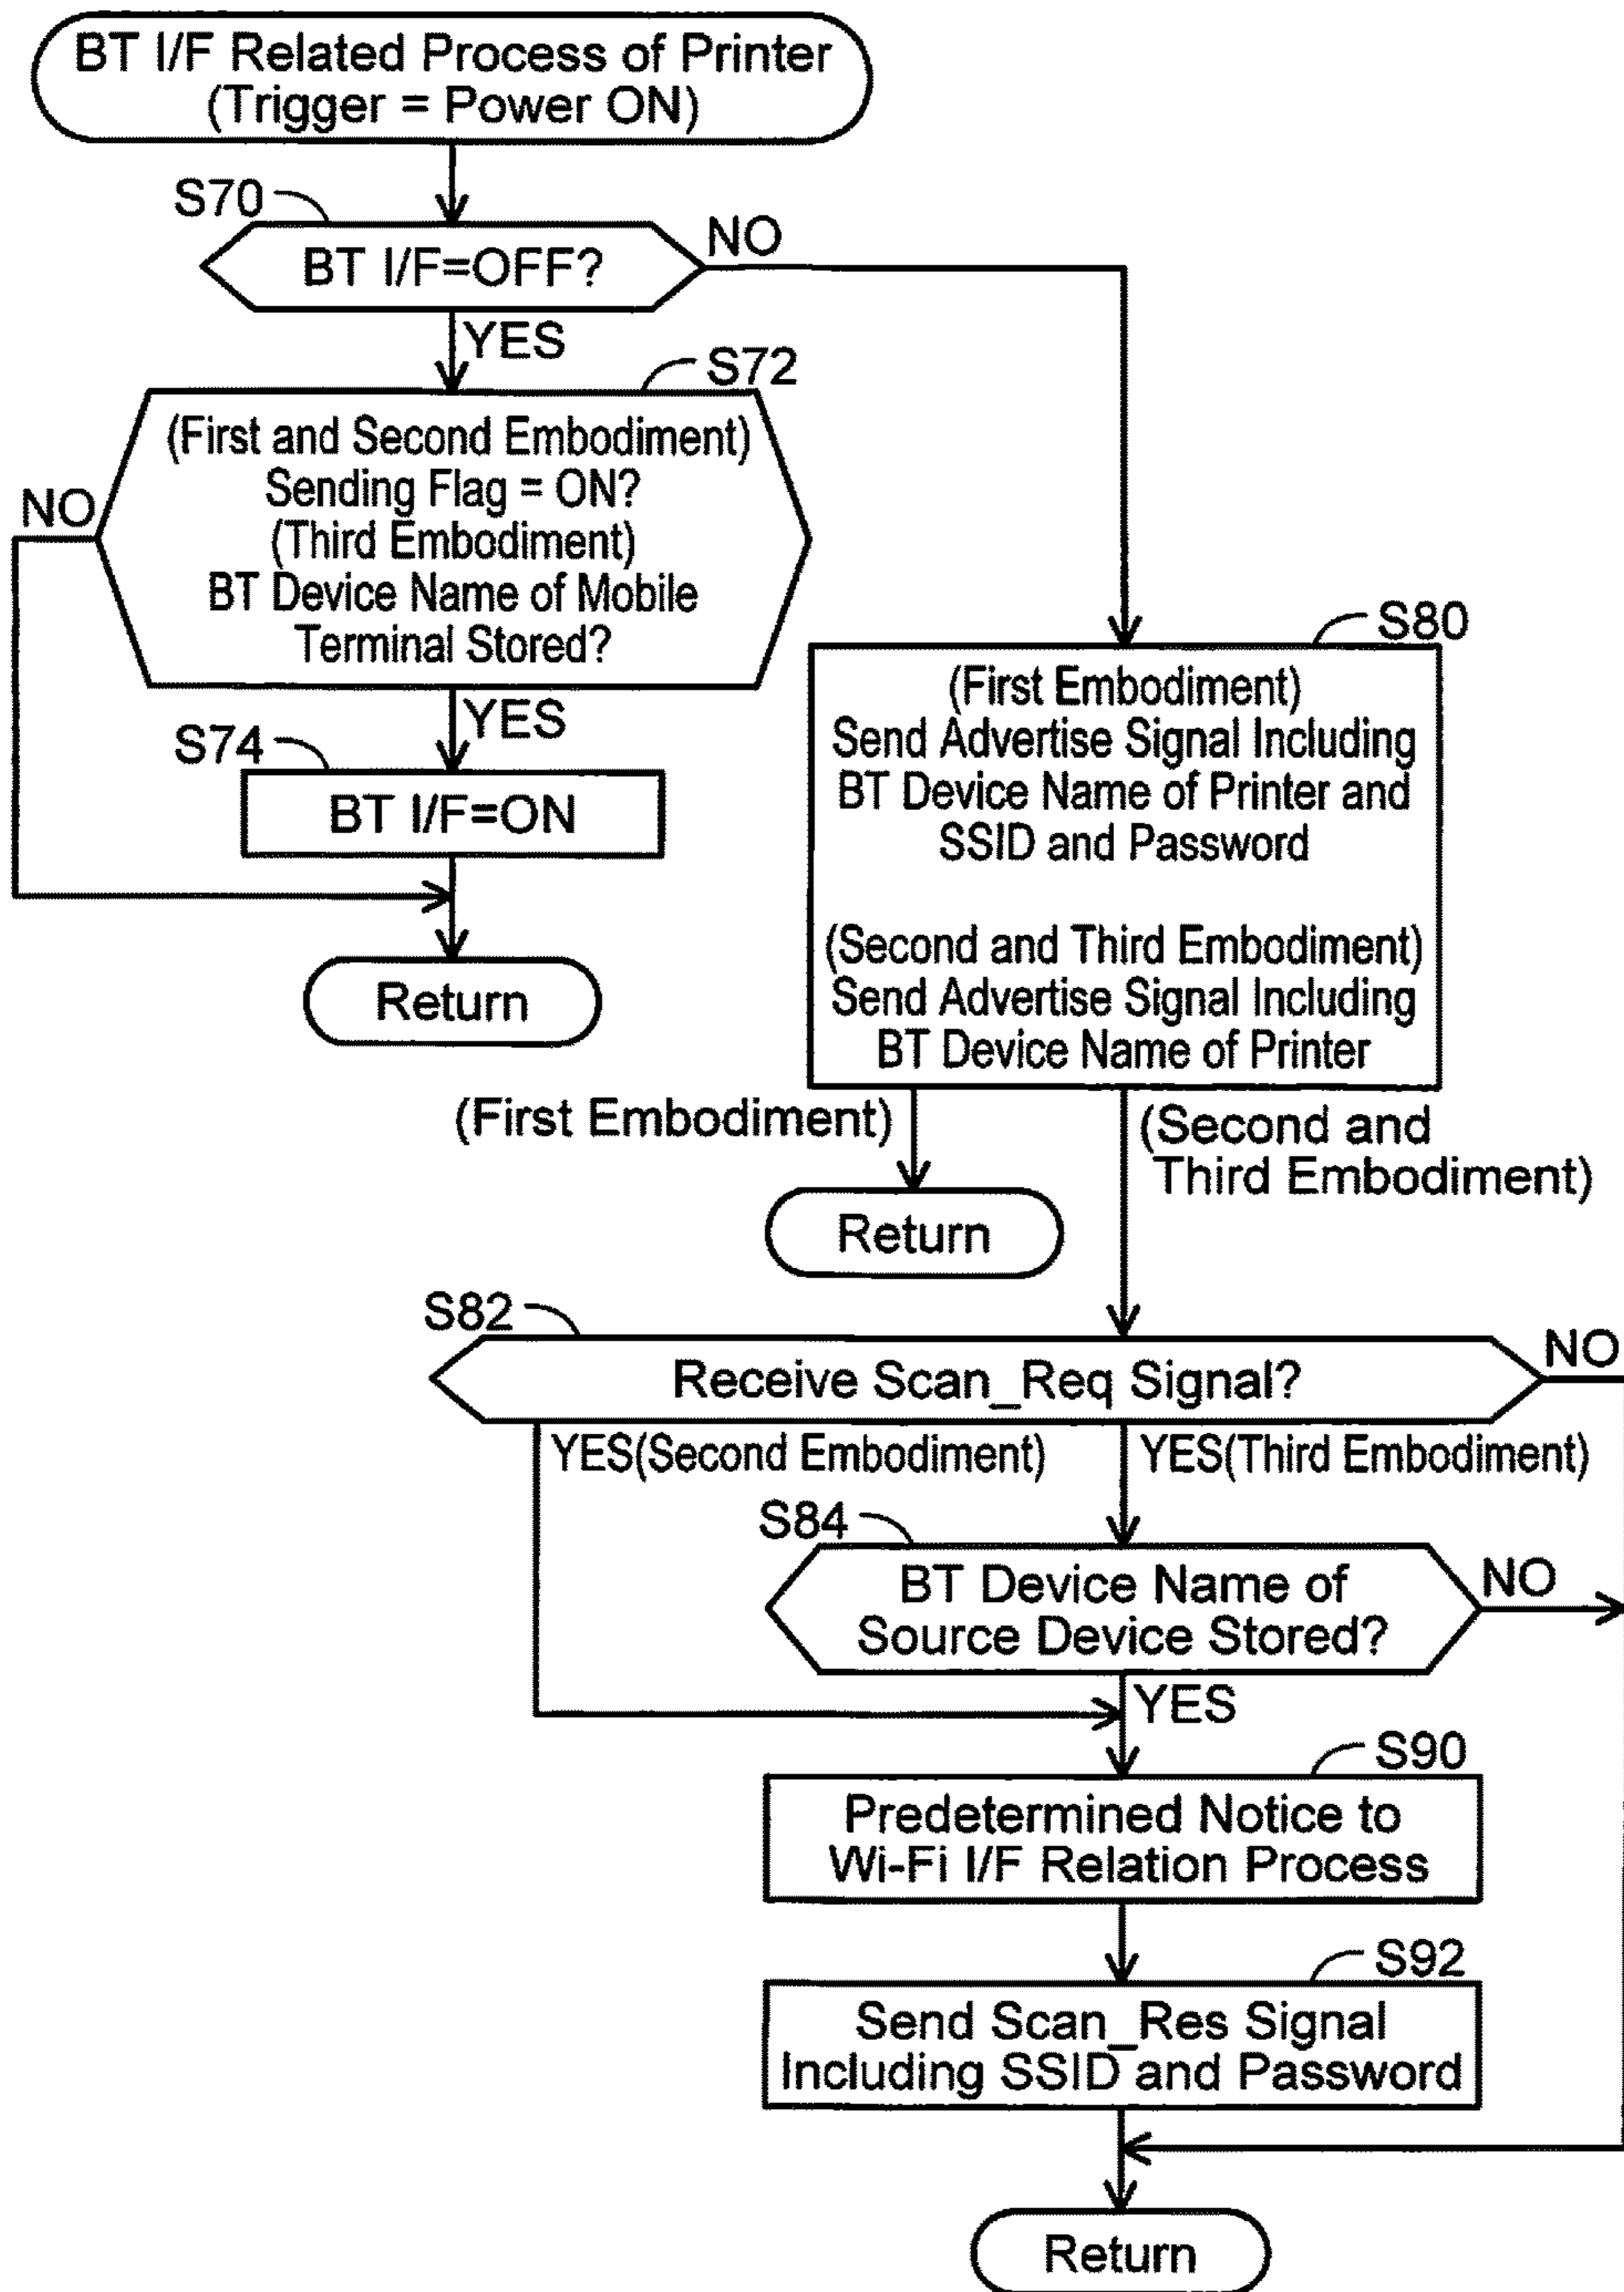 BT I/F Related Process of Printer
(Trigger = Power ON)
S70
BT I/F=OFF?
NO
YES
S72
(First and Second Embodiment)
Sending Flag = ON?
(Third Embodiment)
BT Device Name of Mobile
Terminal Stored?
NO
YES
S74
BT I/F=ON
Return
S80
(First Embodiment)
Send Advertise Signal Including
BT Device Name of Printer and
SSID and Password
(Second and Third Embodiment)
Send Advertise Signal Including
BT Device Name of Printer
(First Embodiment)
(Second and
Third Embodiment)
Return
S82
Receive Scan_Req Signal?
NO
YES(Second Embodiment)
YES(Third Embodiment)
S84
BT Device Name of
Source Device Stored?
NO
YES
S90
Predetermined Notice to
Wi-Fi I/F Relation Process
S92
Send Scan_Res Signal
Including SSID and Password
Return